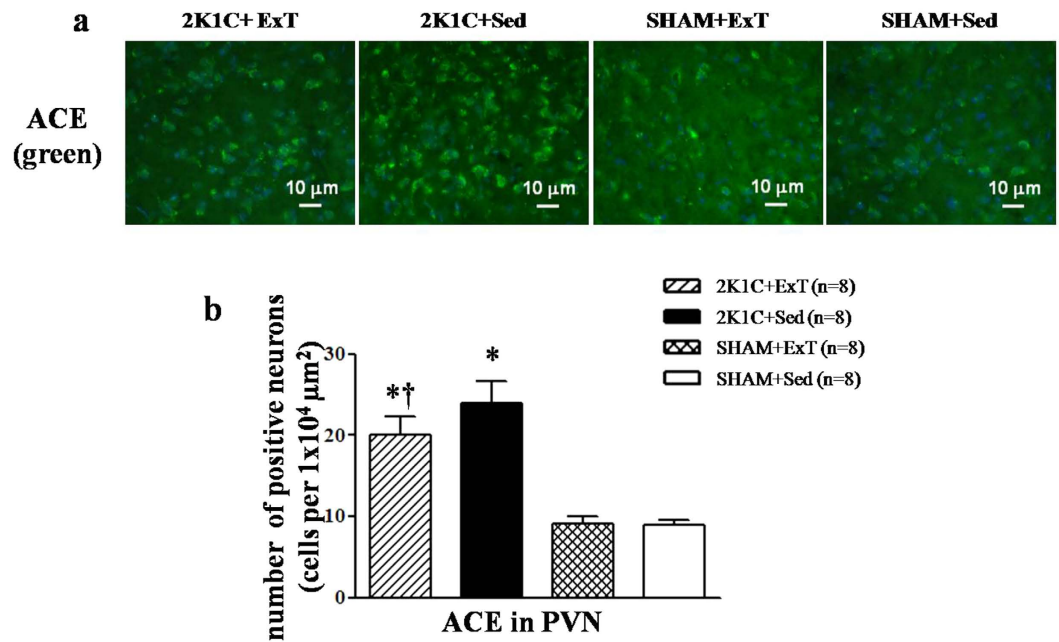 a
2K1C+ ExT 2K1C+Sed SHAM+ExT SHAM+Sed
ACE
(green)
10 μm 10 μm 10 μm 10 μm
b
2K1C+ExT (n=8)
2K1C+Sed (n=8)
SHAM+ExT (n=8)
SHAM+Sed (n=8)
number of positive neurons
(cells per 1x10⁴ μm²)
30
20
10
0
*†
*
ACE in PVN